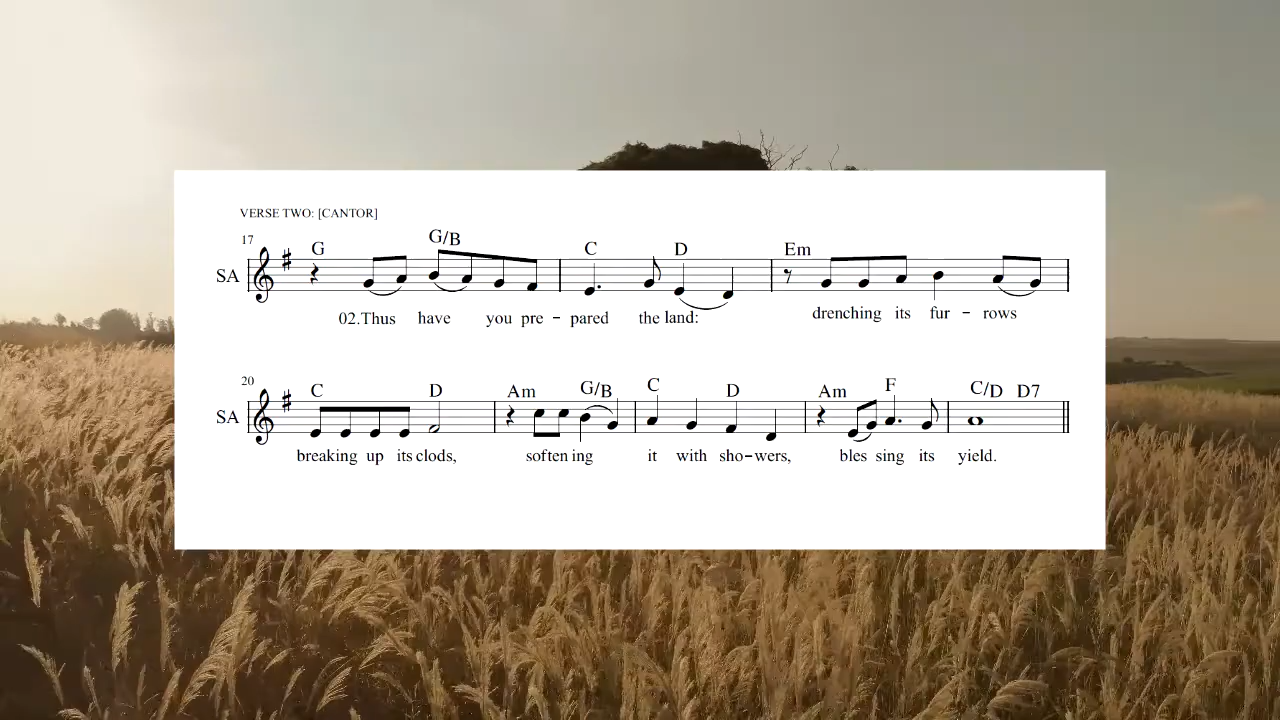 VERSE TWO: [CANTOR]
17
G G/B C D Em
SA
02.Thus have you pre – pared the land: drenching its fur – rows
20
C D Am G/B C D Am F C/D D7
SA
breaking up its clods, soften ing it with sho–wers, bles sing its yield.